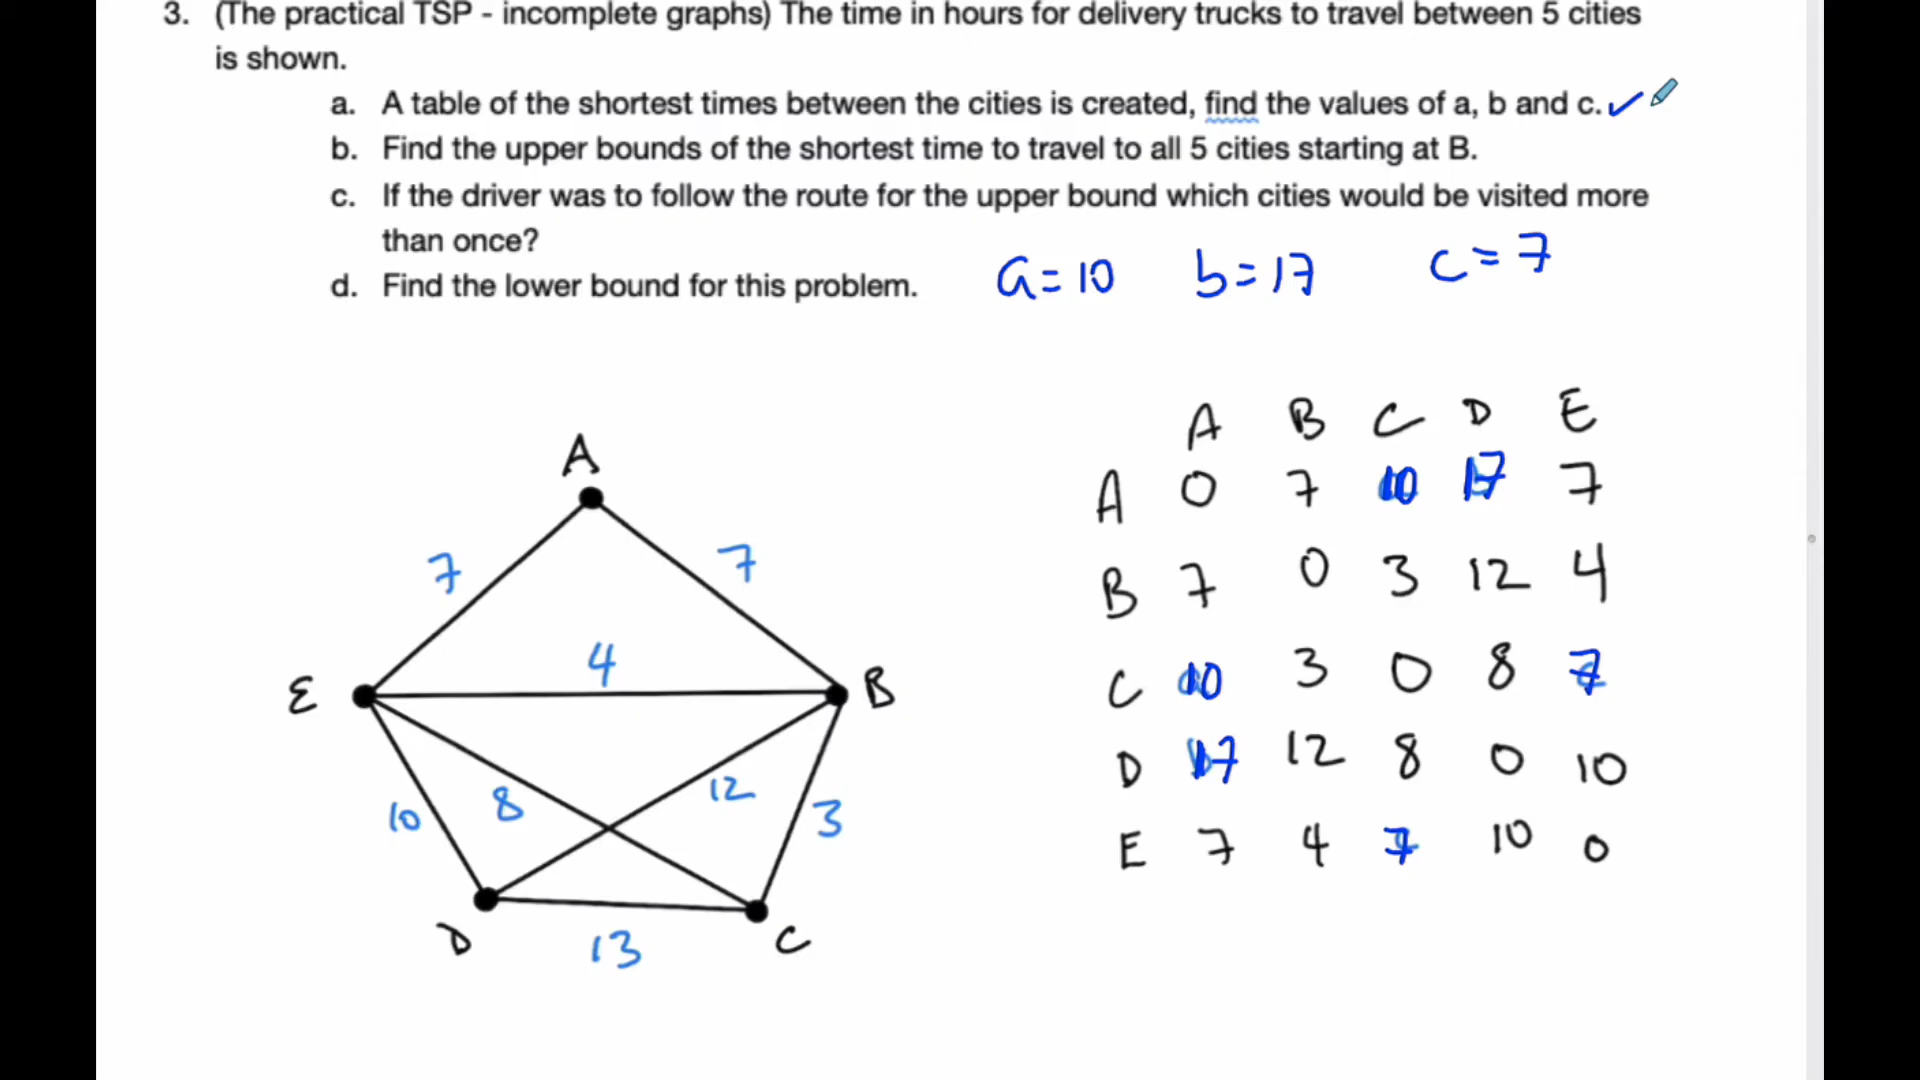 3. (The practical TSP - incomplete graphs) The time in hours for delivery trucks to travel between 5 cities
is shown.
a. A table of the shortest times between the cities is created, find the values of a, b and c. ✓
b. Find the upper bounds of the shortest time to travel to all 5 cities starting at B.
c. If the driver was to follow the route for the upper bound which cities would be visited more
than once?
d. Find the lower bound for this problem.
a = 10 b = 17 c = 7
A
7 7
4
E B
10 8 12 3
D C
13
A B C D E
A 0 7 10 17 7
B 7 0 3 12 4
C 10 3 0 8 7
D 17 12 8 0 10
E 7 4 7 10 0